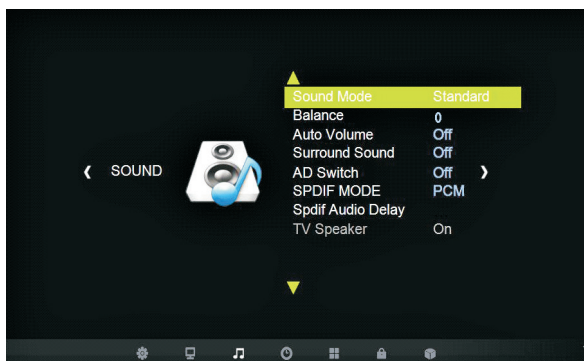 SOUND
Sound Mode Standard
Balance 0
Auto Volume Off
Surround Sound Off
AD Switch Off
SPDIF MODE PCM
Spdif Audio Delay
TV Speaker On